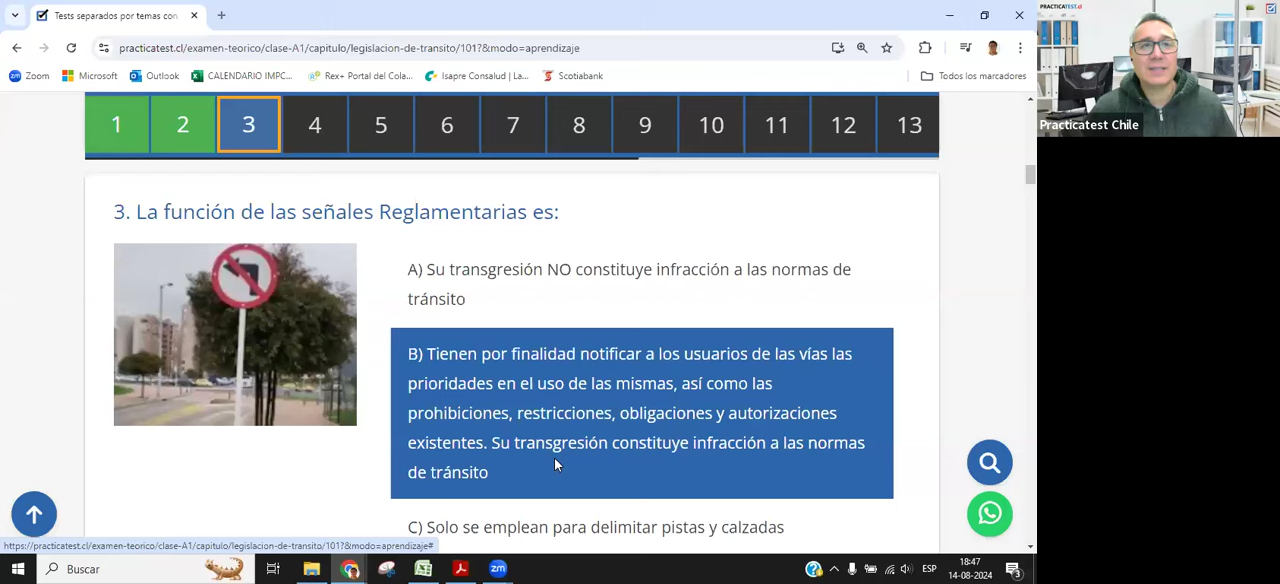 Tests separados por temas con
practicatest.cl/examen-teorico/clase-A1/capitulo/legislacion-de-transito/101?&modo=aprendizaje
Zoom
Microsoft
Outlook
CALENDARIO IMPC...
Rex+ Portal del Cola...
Isapre Consalud | La...
Scotiabank
Todos los marcadores
PRACTICATEST.cl
Practicatest Chile
1 2 3 4 5 6 7 8 9 10 11 12 13
3. La función de las señales Reglamentarias es:
A) Su transgresión NO constituye infracción a las normas de
tránsito
B) Tienen por finalidad notificar a los usuarios de las vías las
prioridades en el uso de las mismas, así como las
prohibiciones, restricciones, obligaciones y autorizaciones
existentes. Su transgresión constituye infracción a las normas
de tránsito
C) Solo se emplean para delimitar pistas y calzadas
https://practicatest.cl/examen-teorico/clase-A1/capitulo/legislacion-de-transito/101?&modo=aprendizaje#
Buscar
ESP
18:47
14-08-2024
3